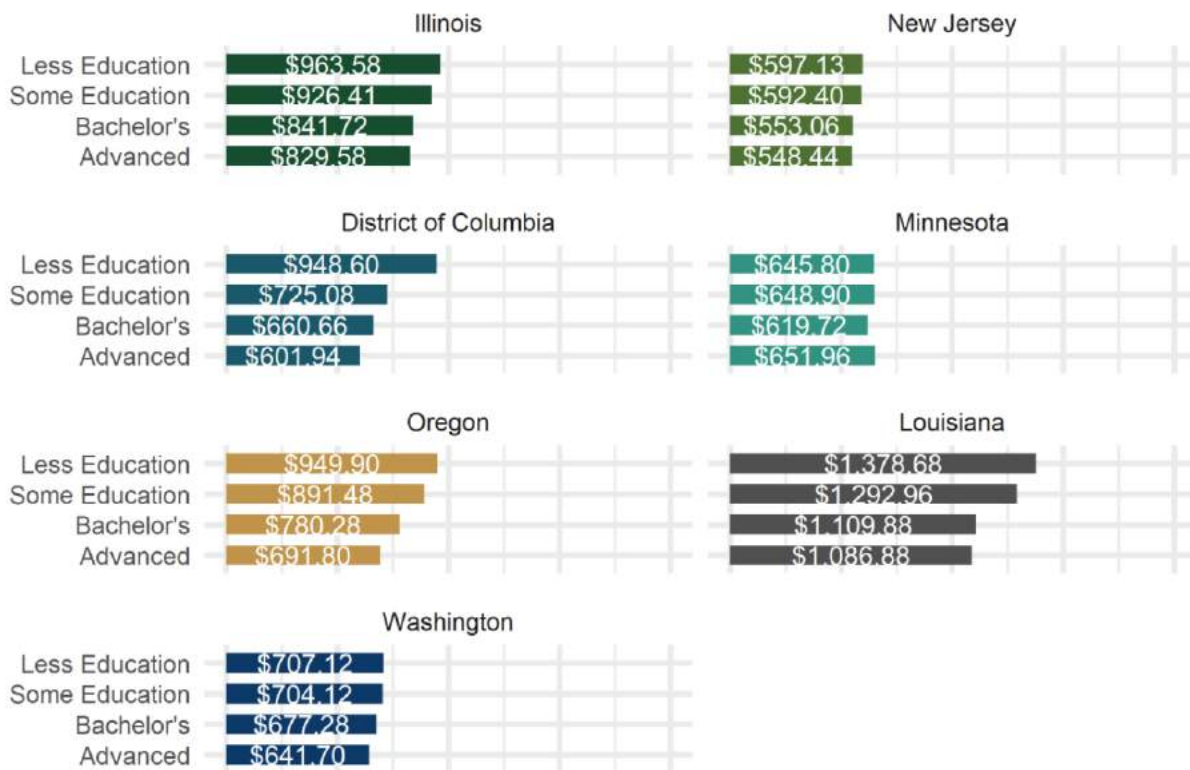 Illinois
Less Education $963.58
Some Education $926.41
Bachelor's $841.72
Advanced $829.58
New Jersey
$597.13
$592.40
$553.06
$548.44
District of Columbia
Less Education $948.60
Some Education $725.08
Bachelor's $660.66
Advanced $601.94
Minnesota
$645.80
$648.90
$619.72
$651.96
Oregon
Less Education $949.90
Some Education $891.48
Bachelor's $780.28
Advanced $691.80
Louisiana
$1,378.68
$1,292.96
$1,109.88
$1,086.88
Washington
Less Education $707.12
Some Education $704.12
Bachelor's $677.28
Advanced $641.70